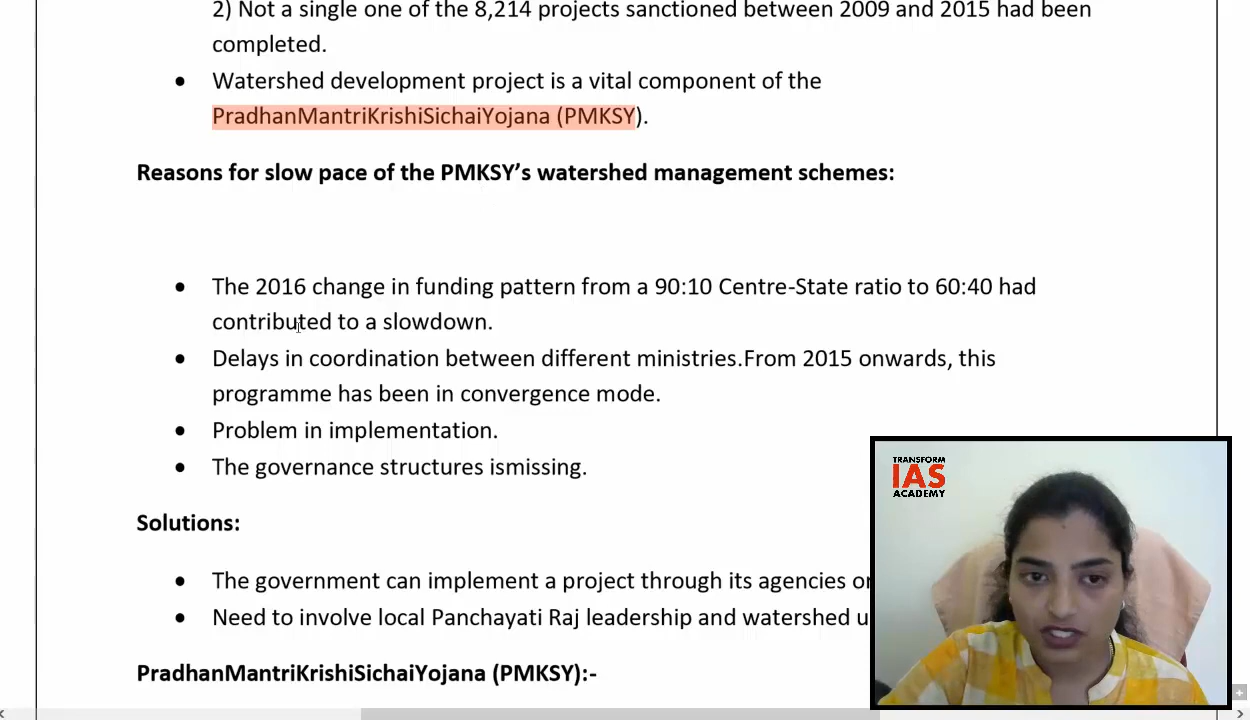 2) Not a single one of the 8,214 projects sanctioned between 2009 and 2015 had been
completed.
• Watershed development project is a vital component of the
PradhanMantriKrishiSichaiYojana (PMKSY).
Reasons for slow pace of the PMKSY’s watershed management schemes:
• The 2016 change in funding pattern from a 90:10 Centre-State ratio to 60:40 had
contributed to a slowdown.
• Delays in coordination between different ministries.From 2015 onwards, this
programme has been in convergence mode.
• Problem in implementation.
• The governance structures ismissing.
Solutions:
• The government can implement a project through its agencies or
• Need to involve local Panchayati Raj leadership and watershed u
PradhanMantriKrishiSichaiYojana (PMKSY):-
TRANSFORM
IAS
ACADEMY